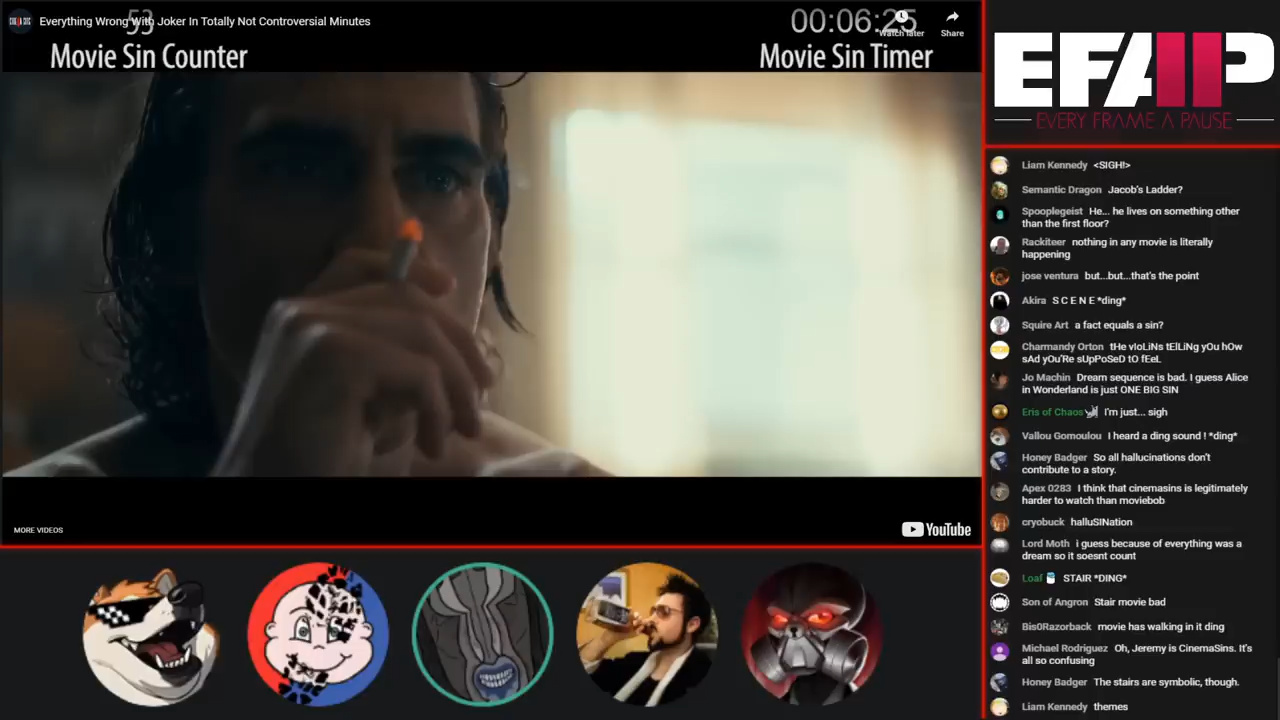 Everything Wrong With Joker In Totally Not Controversial Minutes
53
Movie Sin Counter
00:06:25
Movie Sin Timer
Watch later
Share
MORE VIDEOS
YouTube
EFAP
EVERY FRAME A PAUSE
Liam Kennedy <SIGH!>
Semantic Dragon Jacob's Ladder?
Spooplegeist He... he lives on something other
than the first floor?
Rackiteer nothing in any movie is literally
happening
jose ventura but...but...that's the point
Akira S C E N E *ding*
Squire Art a fact equals a sin?
Charmandy Orton tHe vIoLiNs tElLiNg yOu hOw
sAd yOu'Re sUpPoSeD tO fEeL
Jo Machin Dream sequence is bad. I guess Alice
in Wonderland is just ONE BIG SIN
Eris of Chaos I'm just... sigh
Vallou Gomoulou I heard a ding sound ! *ding*
Honey Badger So all hallucinations don't
contribute to a story.
Apex 0283 I think that cinemasins is legitimately
harder to watch than moviebob
cryobuck halluSINation
Lord Moth i guess because of everything was a
dream so it soesnt count
Loaf STAIR *DING*
Son of Angron Stair movie bad
Bis0Razorback movie has walking in it ding
Michael Rodriguez Oh, Jeremy is CinemaSins. It's
all so confusing
Honey Badger The stairs are symbolic, though.
Liam Kennedy themes